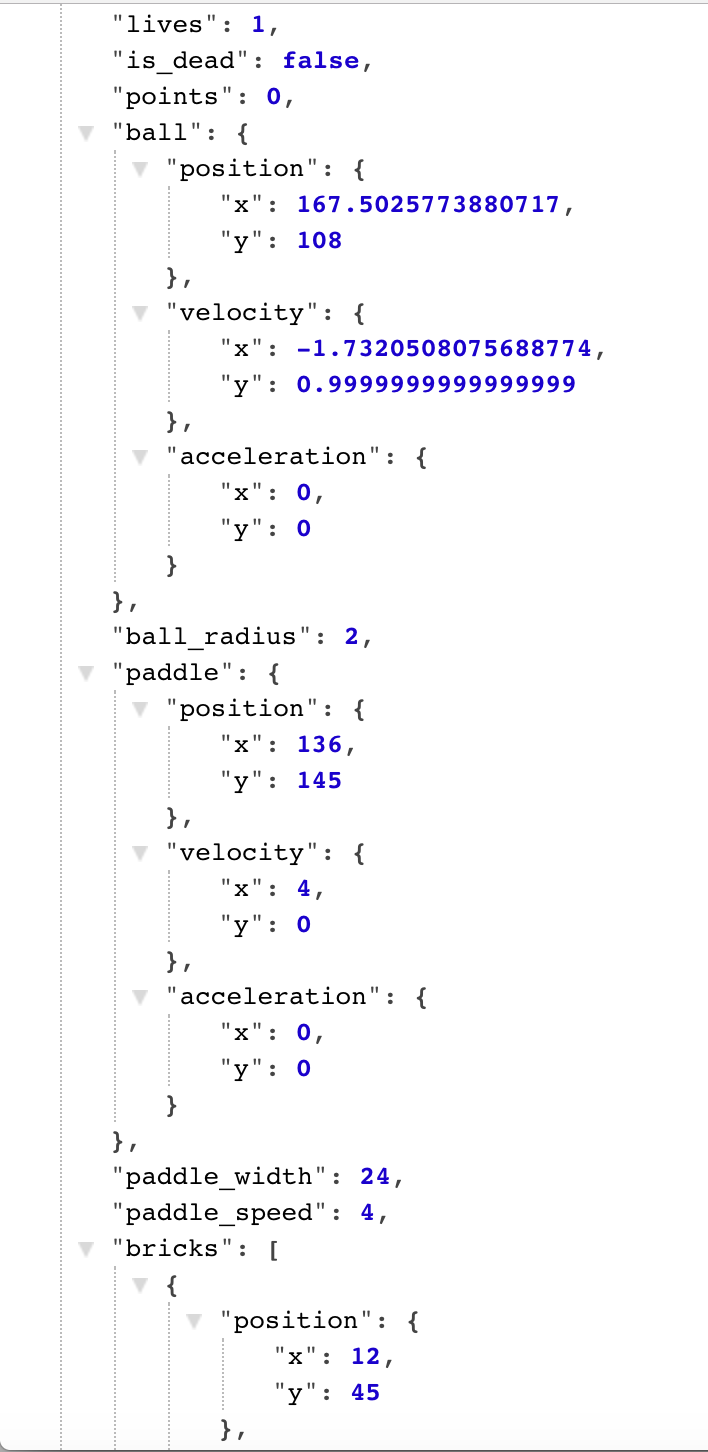 "lives": 1,
"is_dead": false,
"points": 0,
"ball": {
"position": {
"x": 167.5025773880717,
"y": 108
},
"velocity": {
"x": -1.7320508075688774,
"y": 0.9999999999999999
},
"acceleration": {
"x": 0,
"y": 0
}
},
"ball_radius": 2,
"paddle": {
"position": {
"x": 136,
"y": 145
},
"velocity": {
"x": 4,
"y": 0
},
"acceleration": {
"x": 0,
"y": 0
}
},
"paddle_width": 24,
"paddle_speed": 4,
"bricks": [
{
"position": {
"x": 12,
"y": 45
},